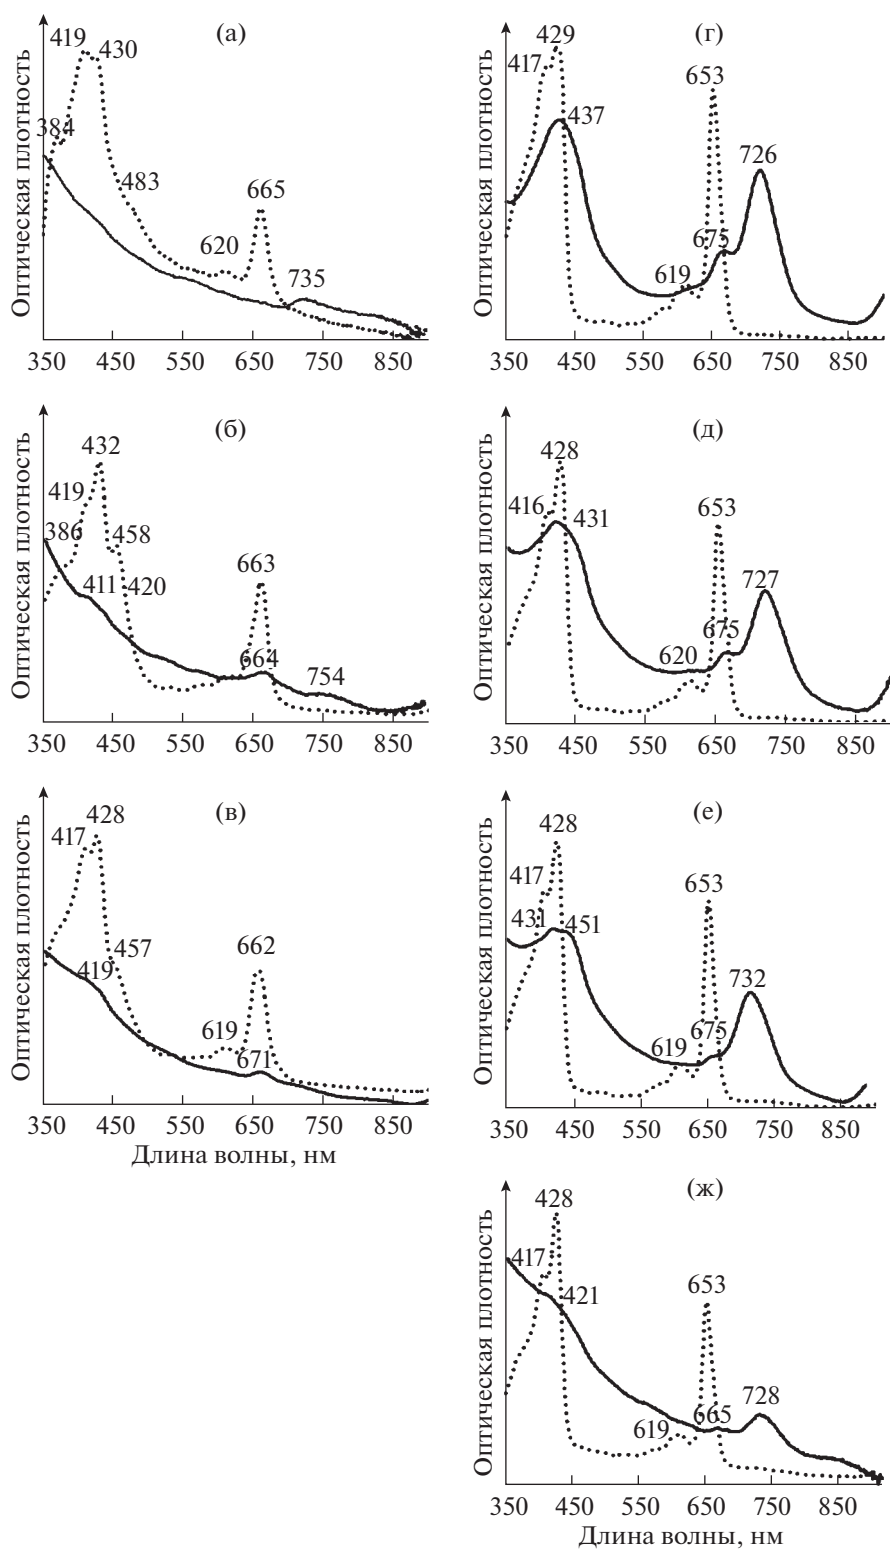 (а)
Оптическая плотность
419 430
384
483
620
665
735
350 450 550 650 750 850
(б)
Оптическая плотность
432
419
386
458
411 420
663
664
754
350 450 550 650 750 850
(в)
Оптическая плотность
417 428
457
419
619
662
671
350 450 550 650 750 850
Длина волны, нм
(г)
Оптическая плотность
429
417
437
653
726
675
619
350 450 550 650 750 850
(д)
Оптическая плотность
428
416 431
653
727
675
620
350 450 550 650 750 850
(е)
Оптическая плотность
428
417
431 451
653
732
675
619
350 450 550 650 750 850
(ж)
Оптическая плотность
428
417
421
653
619
665
728
350 450 550 650 750 850
Длина волны, нм